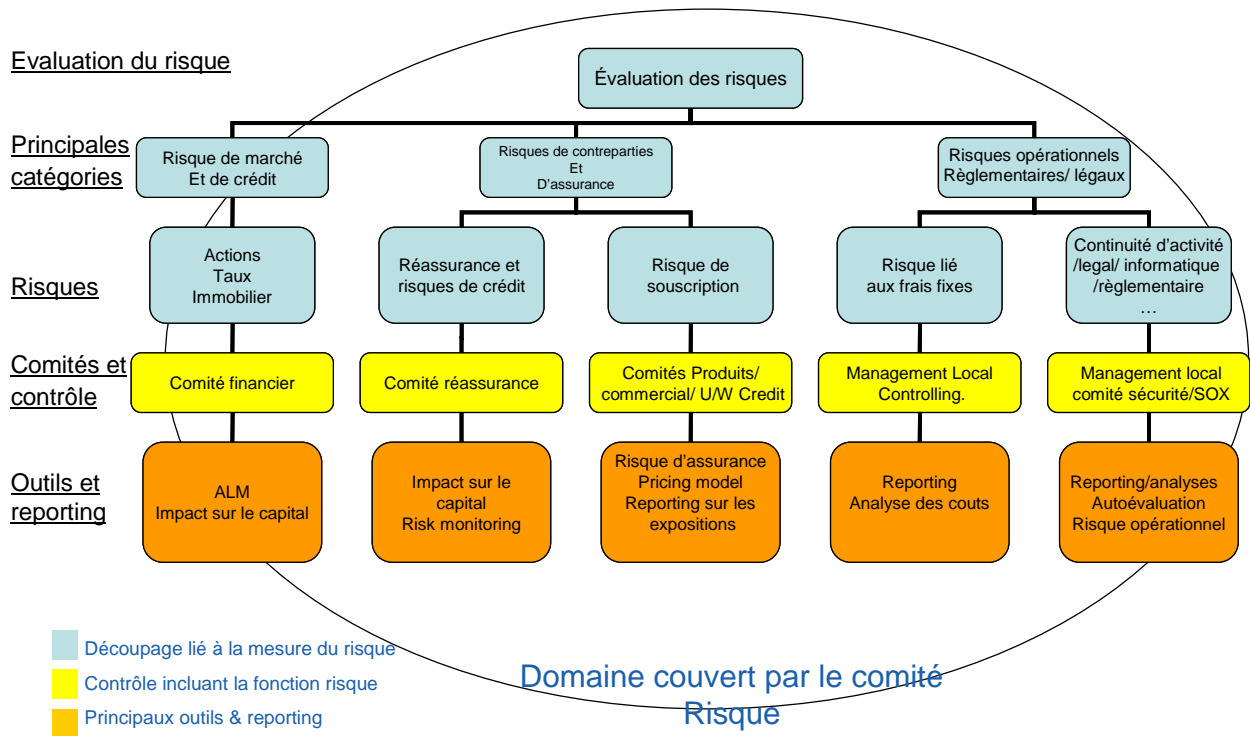 Evaluation du risque
Évaluation des risques
Principales
catégories
Risque de marché
Et de crédit
Risques de contreparties
Et
D'assurance
Risques opérationnels
Règlementaires/ légaux
Risques
Actions
Taux
Immobilier
Réassurance et
risques de crédit
Risque de
souscription
Risque lié
aux frais fixes
Continuité d'activité
/legal/ informatique
/règlementaire
…
Comités et
contrôle
Comité financier
Comité réassurance
Comités Produits/
commercial/ U/W Credit
Management Local
Controlling.
Management local
comité sécurité/SOX
Outils et
reporting
ALM
Impact sur le capital
Impact sur le
capital
Risk monitoring
Risque d'assurance
Pricing model
Reporting sur les
expositions
Reporting
Analyse des couts
Reporting/analyses
Autoévaluation
Risque opérationnel
Découpage lié à la mesure du risque
Contrôle incluant la fonction risque
Principaux outils & reporting
Domaine couvert par le comité
Risque